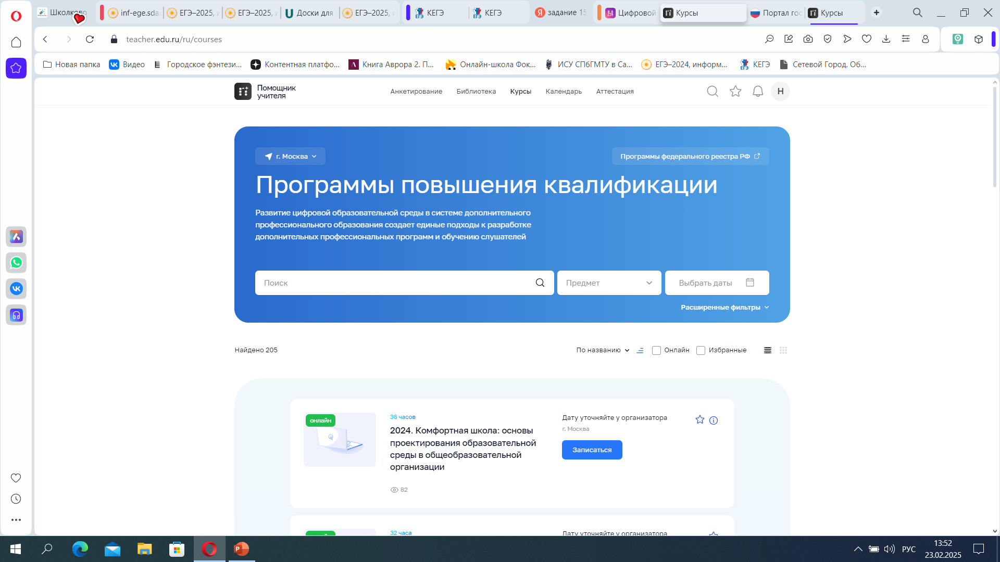 Школково
inf-ege.sda
ЕГЭ–2025, и
ЕГЭ–2025, и
Доски для
ЕГЭ–2025, и
КЕГЭ
КЕГЭ
задание 15
Цифровой
Курсы
Портал гос
Курсы
teacher.edu.ru/ru/courses
Новая папка
Видео
Городское фэнтези...
Контентная платфо...
Книга Аврора 2. П...
Онлайн-школа Фок...
ИСУ СПбГМТУ в Са...
ЕГЭ–2024, информ...
КЕГЭ
Сетевой Город. Об...
Помощник
учителя
Анкетирование
Библиотека
Курсы
Календарь
Аттестация
Н
г. Москва
Программы федерального реестра РФ
Программы повышения квалификации
Развитие цифровой образовательной среды в системе дополнительного
профессионального образования создает единые подходы к разработке
дополнительных профессиональных программ и обучению слушателей
Поиск
Предмет
Выбрать даты
Расширенные фильтры
Найдено 205
По названию
Онлайн
Избранные
онлайн
36 часов
2024. Комфортная школа: основы
проектирования образовательной
среды в общеобразовательной
организации
82
Дату уточняйте у организатора
г. Москва
Записаться
онлайн
32 часа
Дату уточняйте у организатора
РУС
13:52
23.02.2025